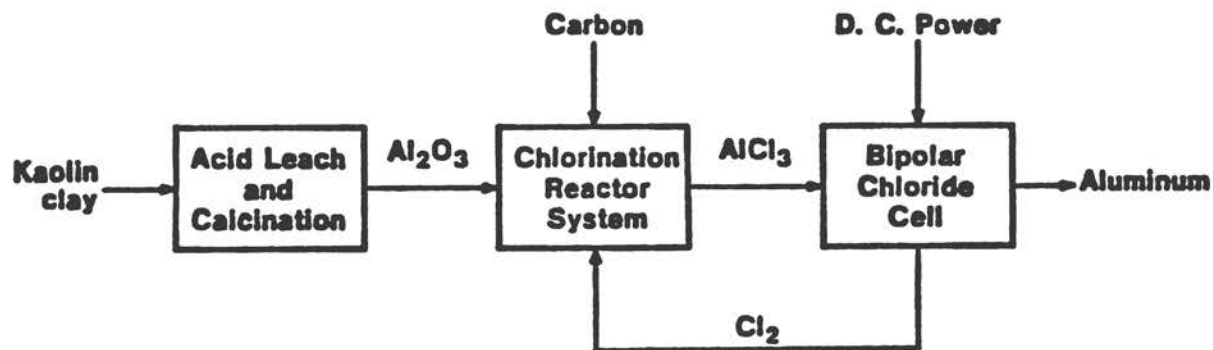 Carbon
D. C. Power
Kaolin
clay
Acid Leach
and
Calcination
Al₂O₃
Chlorination
Reactor
System
AlCl₃
Bipolar
Chloride
Cell
Aluminum
Cl₂